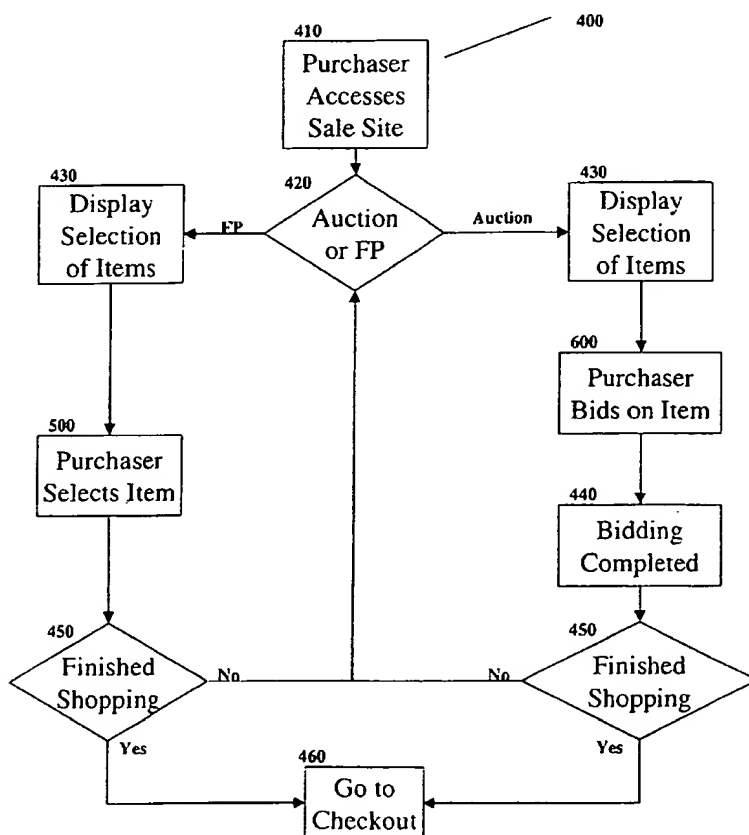 410
400
Purchaser
Accesses
Sale Site
420
Auction
or FP
FP
Auction
430
Display
Selection
of Items
430
Display
Selection
of Items
600
Purchaser
Bids on Item
500
Purchaser
Selects Item
440
Bidding
Completed
450
Finished
Shopping
No
Yes
450
Finished
Shopping
No
Yes
460
Go to
Checkout